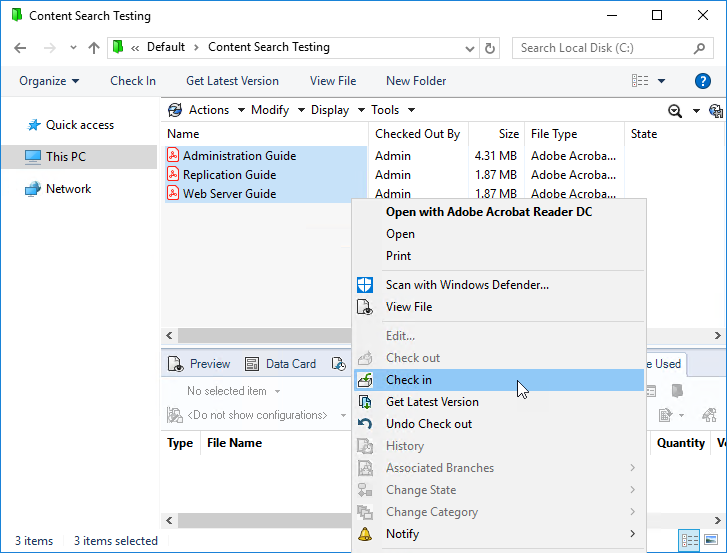 Content Search Testing
« Default › Content Search Testing
Search Local Disk (C:)
Organize Check In Get Latest Version View File New Folder ?
Quick access
This PC
Network
Actions Modify Display Tools
Name Checked Out By Size File Type State
Administration Guide Admin 4.31 MB Adobe Acroba...
Replication Guide Admin 1.87 MB Adobe Acroba...
Web Server Guide Admin 1.87 MB Adobe Acroba...
Open with Adobe Acrobat Reader DC
Open
Print
Scan with Windows Defender...
View File
Edit...
Check out
Check in
Get Latest Version
Undo Check out
History
Associated Branches
Change State
Change Category
Notify
Preview Data Card
e Used
No selected item
<Do not show configurations>
Type File Name
Quantity
3 items 3 items selected